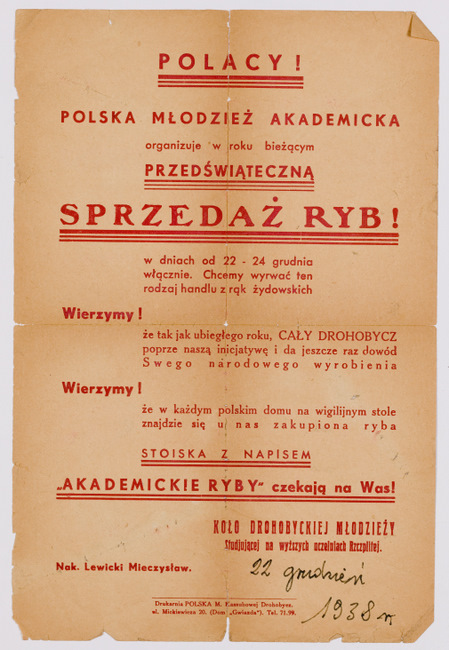 POLACY!
POLSKA MŁODZIEŻ AKADEMICKA
organizuje w roku bieżącym
PRZEDŚWIĄTECZNĄ
SPRZEDAŻ RYB!
w dniach od 22 - 24 grudnia
włącznie. Chcemy wyrwać ten
rodzaj handlu z rąk żydowskich
Wierzymy!
że tak jak ubiegłego roku, CAŁY DROHOBYCZ
poprze naszą inicjatywę i da jeszcze raz dowód
Swego narodowego wyrobienia
Wierzymy!
że w każdym polskim domu na wigilijnym stole
znajdzie się u nas zakupiona ryba
STOISKA Z NAPISEM
„AKADEMICKIE RYBY" czekają na Was!
KOŁO DROHOBYCKIEJ MŁODZIEŻY
Studjującej na wyższych uczelniach Rzczplitej.
Nak. Lewicki Mieczysław.
22 grudzień
1938 r.
Drukarnia POLSKA M. Kuszubowej Drohobycz.
ul. Mickiewicza 20. (Dom „Gwiazda"). Tel. 71.99.